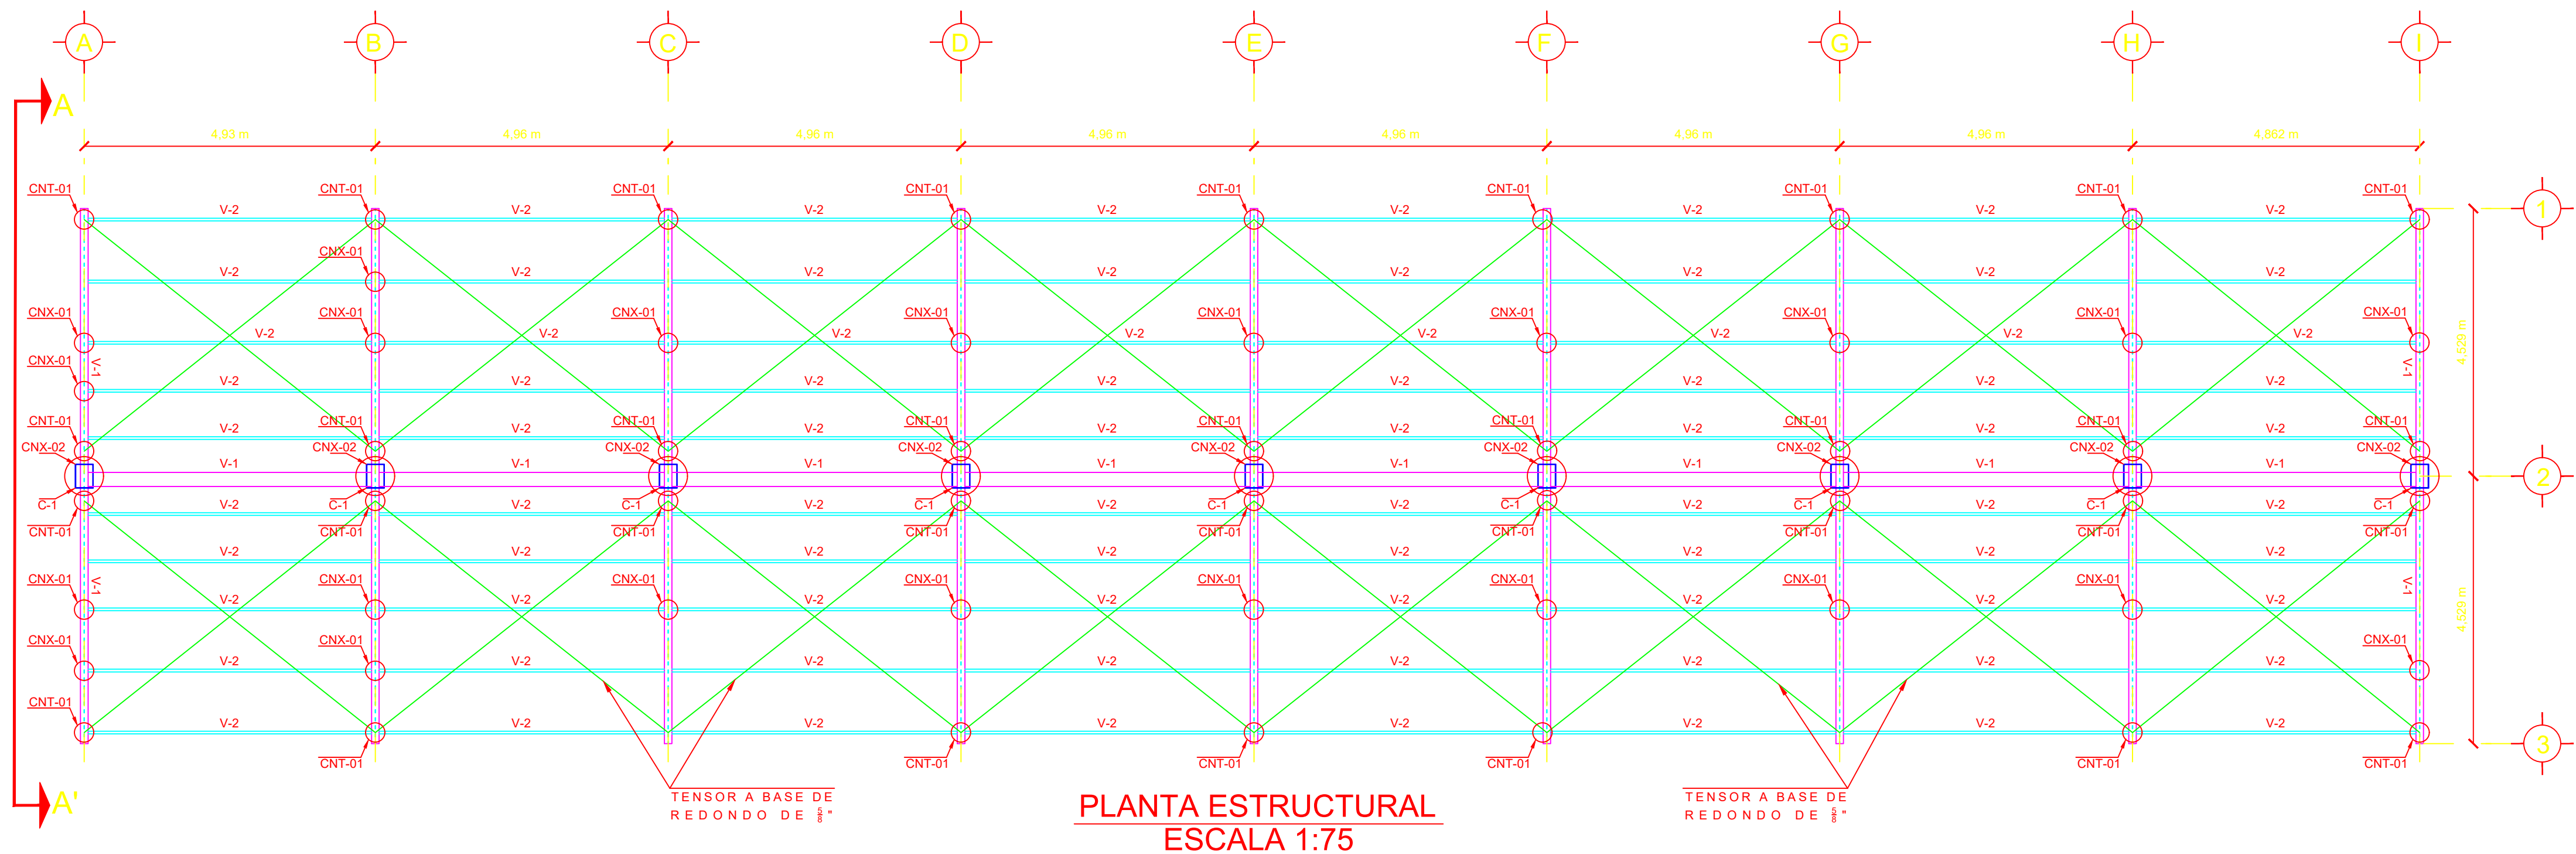 A B C D E F G H I
A
4,93 m 4,96 m 4,96 m 4,96 m 4,96 m 4,96 m 4,96 m 4,862 m
CNT-01 CNT-01 CNT-01 CNT-01 CNT-01 CNT-01 CNT-01 CNT-01 CNT-01
V-2 V-2 V-2 V-2 V-2 V-2 V-2 V-2
1
CNX-01
V-2 V-2 V-2 V-2 V-2 V-2 V-2 V-2
CNX-01 CNX-01 CNX-01 CNX-01 CNX-01 CNX-01 CNX-01 CNX-01 CNX-01
V-2 V-2 V-2 V-2 V-2 V-2 V-2 V-2
4,529 m
CNX-01
V-1 V-1
V-2 V-2 V-2 V-2 V-2 V-2 V-2 V-2
CNT-01 CNT-01 CNT-01 CNT-01 CNT-01 CNT-01 CNT-01 CNT-01 CNT-01
V-2 V-2 V-2 V-2 V-2 V-2 V-2 V-2
CNX-02 CNX-02 CNX-02 CNX-02 CNX-02 CNX-02 CNX-02 CNX-02 CNX-02
V-1 V-1 V-1 V-1 V-1 V-1 V-1 V-1
2
C-1 C-1 C-1 C-1 C-1 C-1 C-1 C-1 C-1
V-2 V-2 V-2 V-2 V-2 V-2 V-2 V-2
CNT-01 CNT-01 CNT-01 CNT-01 CNT-01 CNT-01 CNT-01 CNT-01 CNT-01
V-2 V-2 V-2 V-2 V-2 V-2 V-2 V-2
CNX-01 CNX-01 CNX-01 CNX-01 CNX-01 CNX-01 CNX-01 CNX-01
V-1 V-1
V-2 V-2 V-2 V-2 V-2 V-2 V-2 V-2
4,529 m
CNX-01 CNX-01 CNX-01
V-2 V-2 V-2 V-2 V-2 V-2 V-2 V-2
CNT-01
V-2 V-2 V-2 V-2 V-2 V-2 V-2 V-2
3
CNT-01 CNT-01 CNT-01 CNT-01 CNT-01 CNT-01
A'
TENSOR A BASE DE
REDONDO DE 5/8"
TENSOR A BASE DE
REDONDO DE 5/8"
PLANTA ESTRUCTURAL
ESCALA 1:75